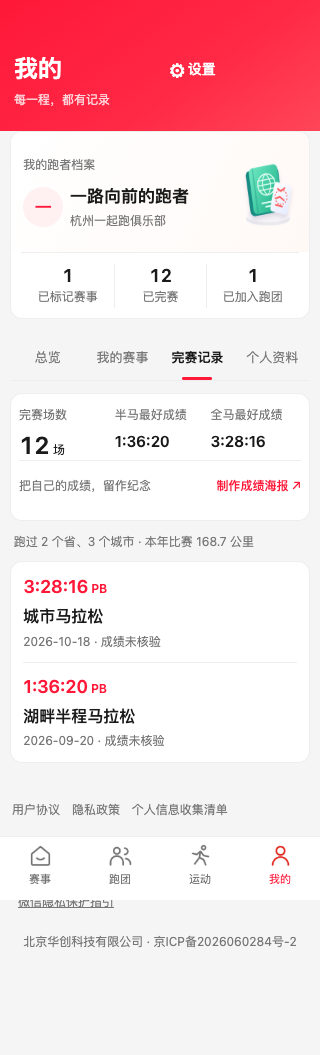 我的
设置
每一程，都有记录
我的跑者档案
一
一路向前的跑者
杭州一起跑俱乐部
1 12 1
已标记赛事 已完赛 已加入跑团
总览 我的赛事 完赛记录 个人资料
完赛场数 半马最好成绩 全马最好成绩
12 场 1:36:20 3:28:16
把自己的成绩，留作纪念 制作成绩海报 ↗
跑过 2 个省、3 个城市 · 本年比赛 168.7 公里
3:28:16 PB
城市马拉松
2026-10-18 · 成绩未核验
1:36:20 PB
湖畔半程马拉松
2026-09-20 · 成绩未核验
用户协议 隐私政策 个人信息收集清单
赛事 跑团 运动 我的
微信隐私保护指引
北京华创科技有限公司 · 京ICP备2026060284号-2